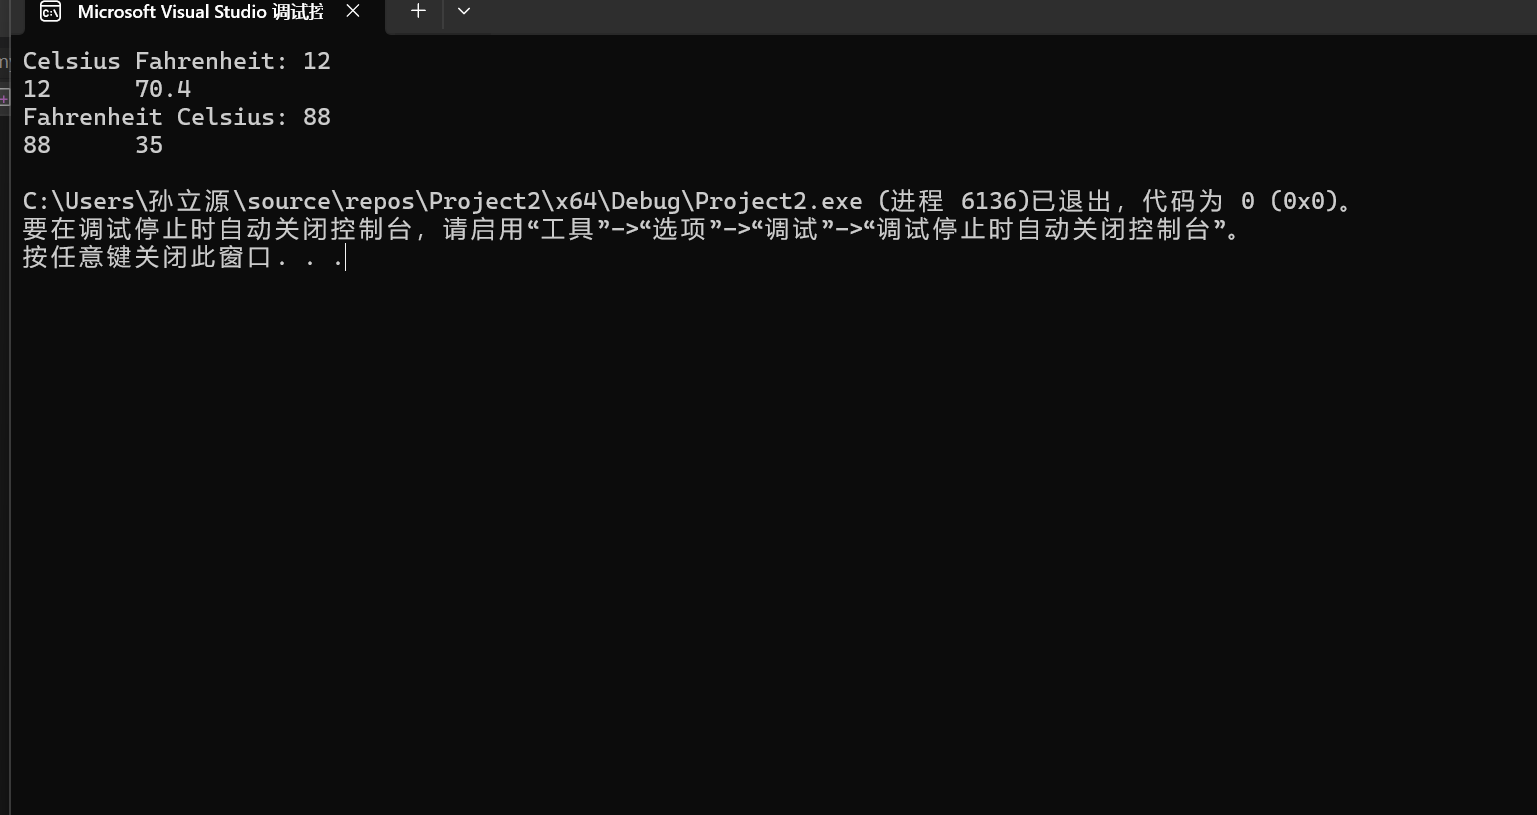 Microsoft Visual Studio 调试控
Celsius Fahrenheit: 12
12      70.4
Fahrenheit Celsius: 88
88      35
C:\Users\孙立源\source\repos\Project2\x64\Debug\Project2.exe (进程 6136)已退出，代码为 0 (0x0)。
要在调试停止时自动关闭控制台，请启用“工具”->“选项”->“调试”->“调试停止时自动关闭控制台”。
按任意键关闭此窗口. . .